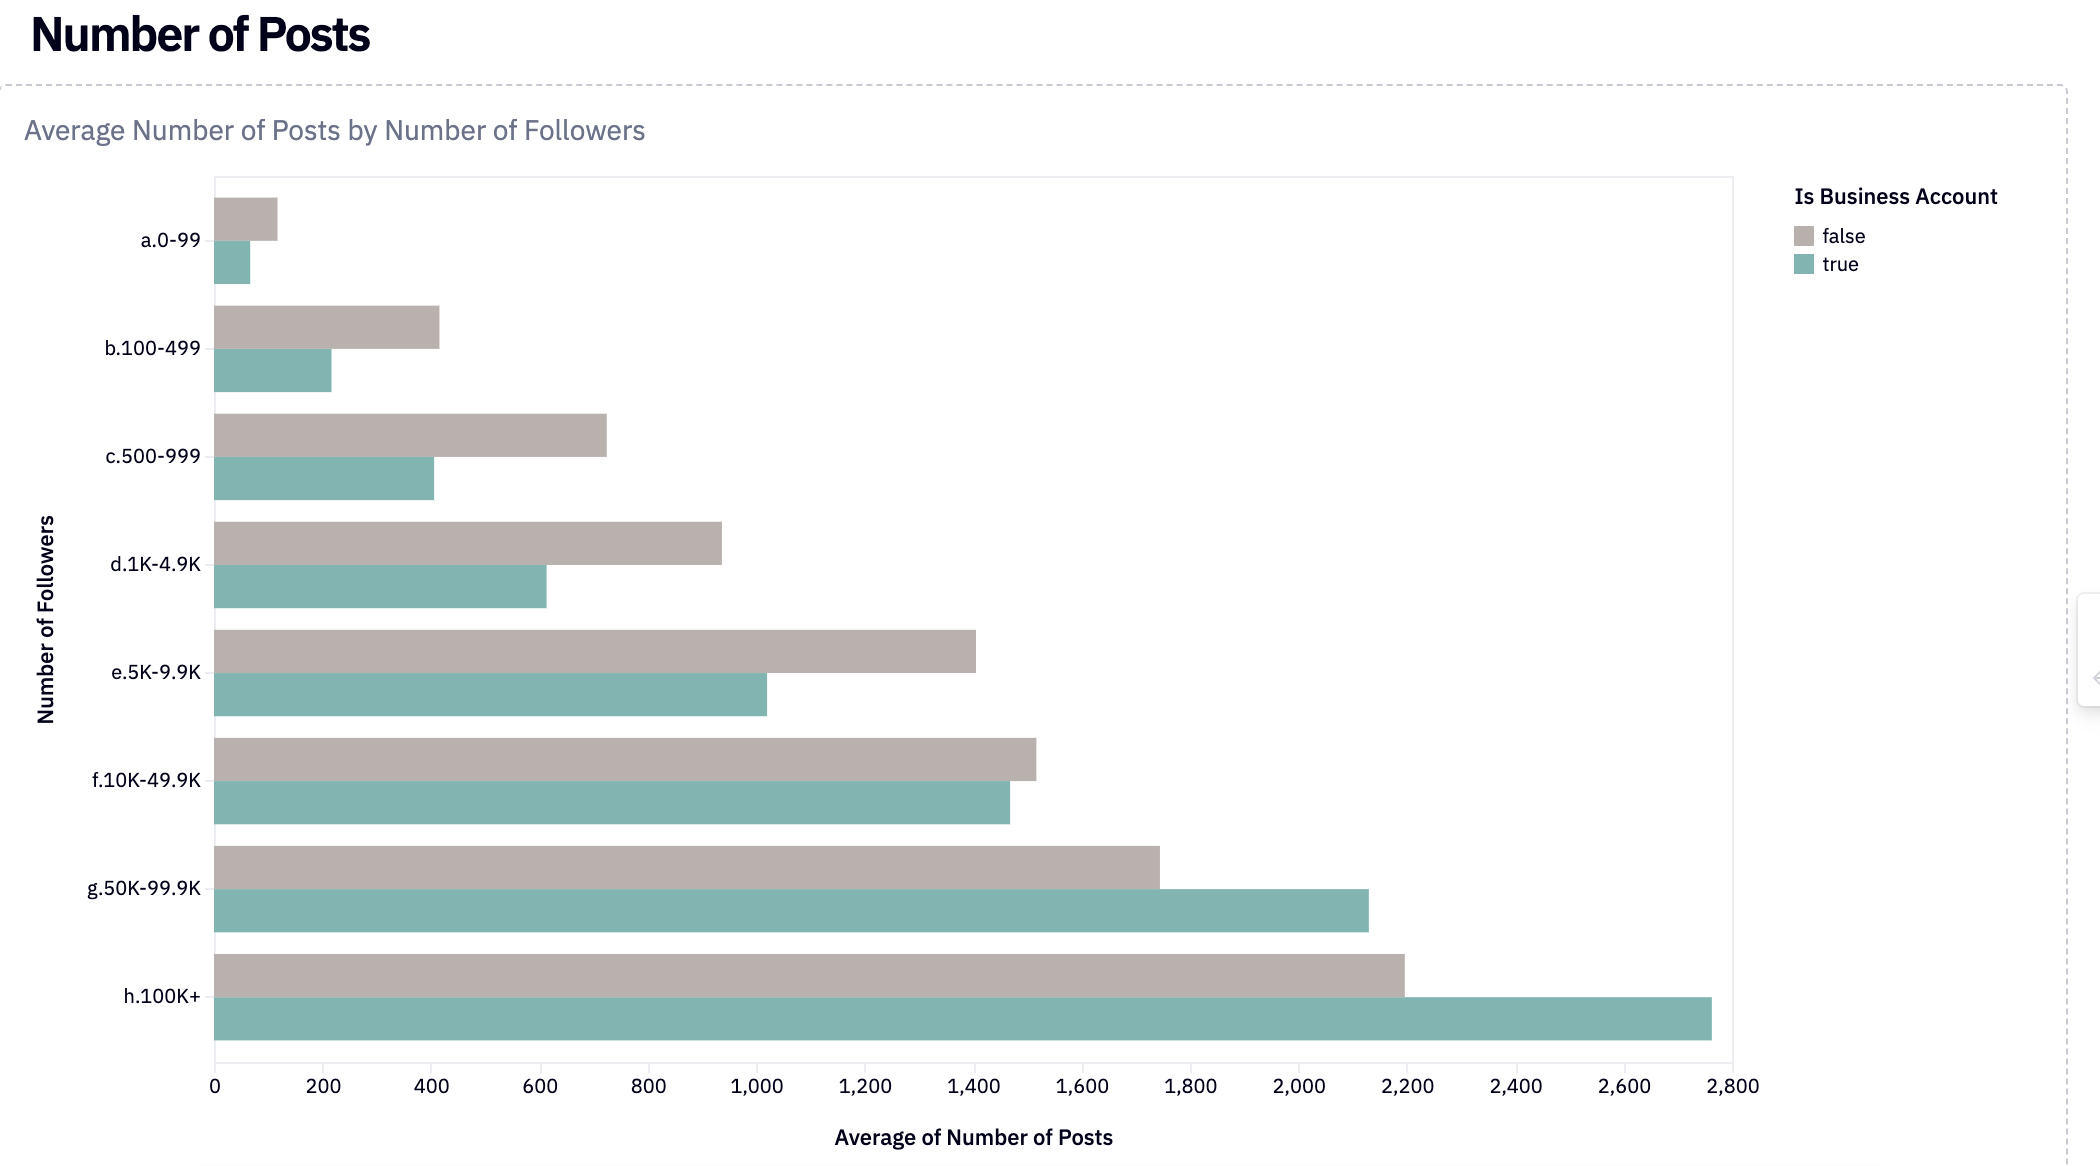 Number of Posts
Average Number of Posts by Number of Followers
Is Business Account
false
true
Number of Followers
a.0-99
b.100-499
c.500-999
d.1K-4.9K
e.5K-9.9K
f.10K-49.9K
g.50K-99.9K
h.100K+
0 200 400 600 800 1,000 1,200 1,400 1,600 1,800 2,000 2,200 2,400 2,600 2,800
Average of Number of Posts